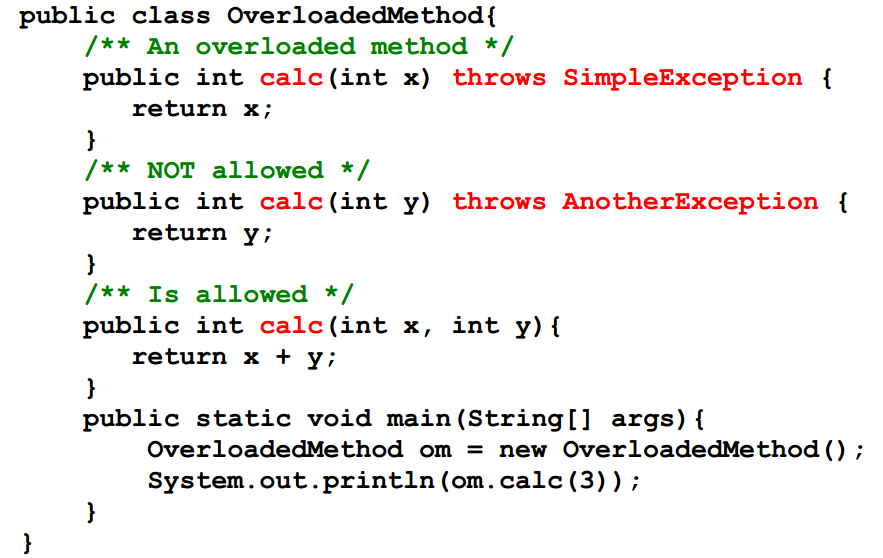 public class OverloadedMethod{
/** An overloaded method */
public int calc(int x) throws SimpleException {
return x;
}
/** NOT allowed */
public int calc(int y) throws AnotherException {
return y;
}
/** Is allowed */
public int calc(int x, int y){
return x + y;
}
public static void main(String[] args){
OverloadedMethod om = new OverloadedMethod();
System.out.println(om.calc(3));
}
}